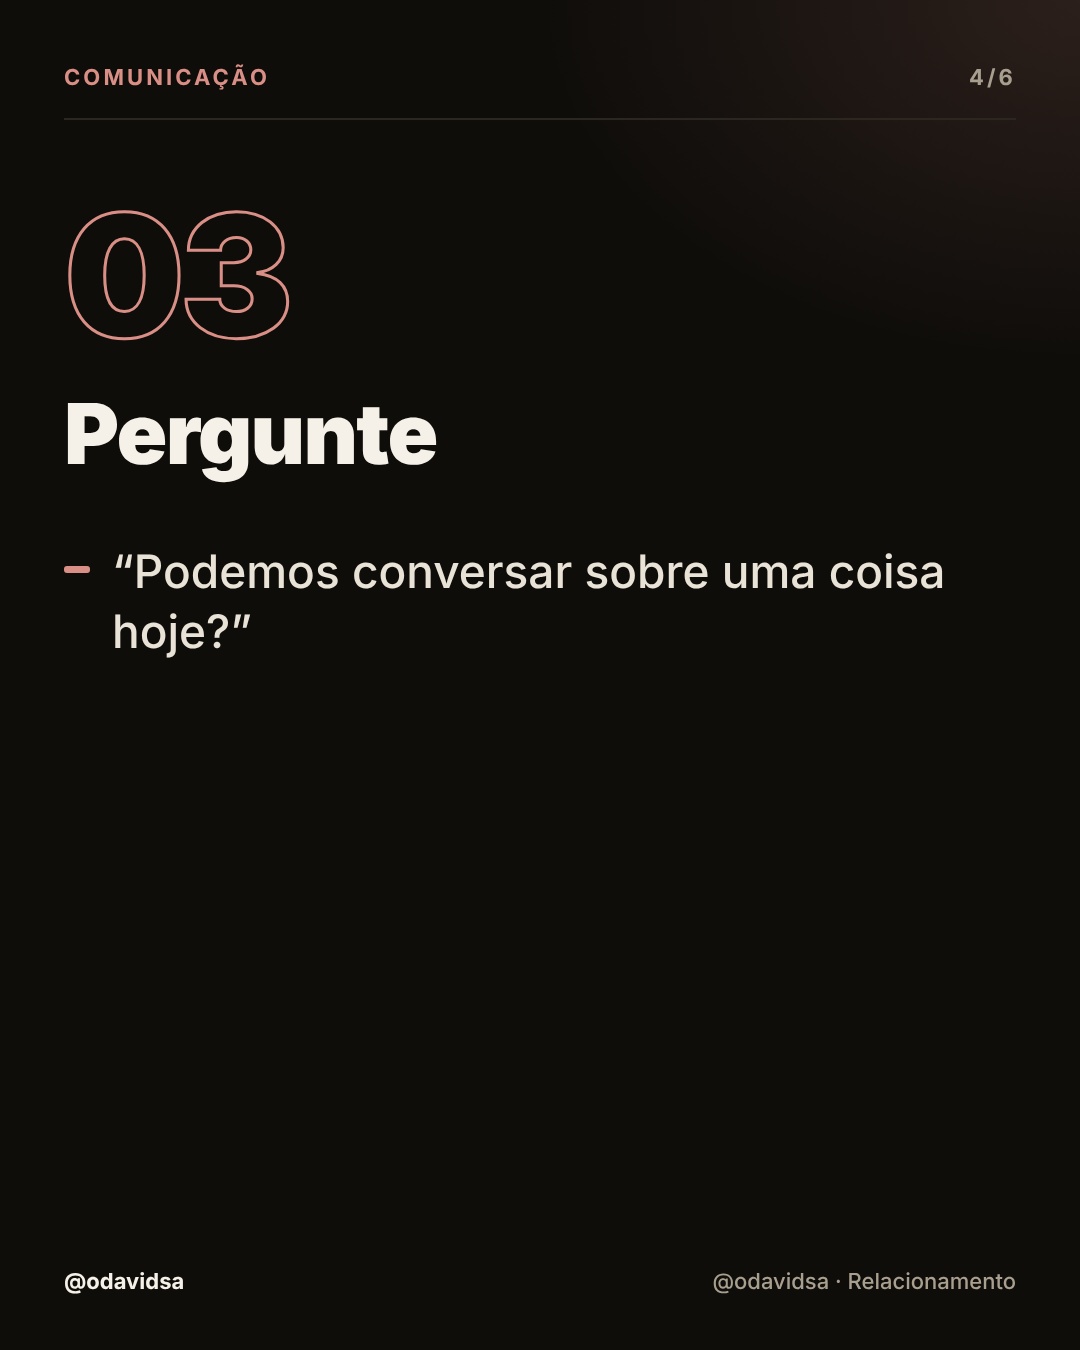 COMUNICAÇÃO
4/6
03
Pergunte
“Podemos conversar sobre uma coisa
hoje?”
@odavidsa
@odavidsa · Relacionamento